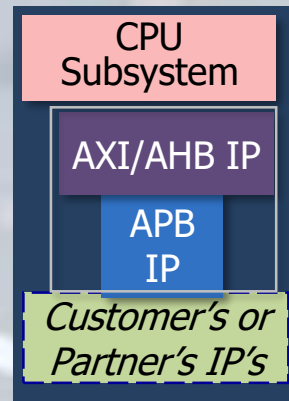 CPU
Subsystem
AXI/AHB IP
APB
IP
Customer's or
Partner's IP's